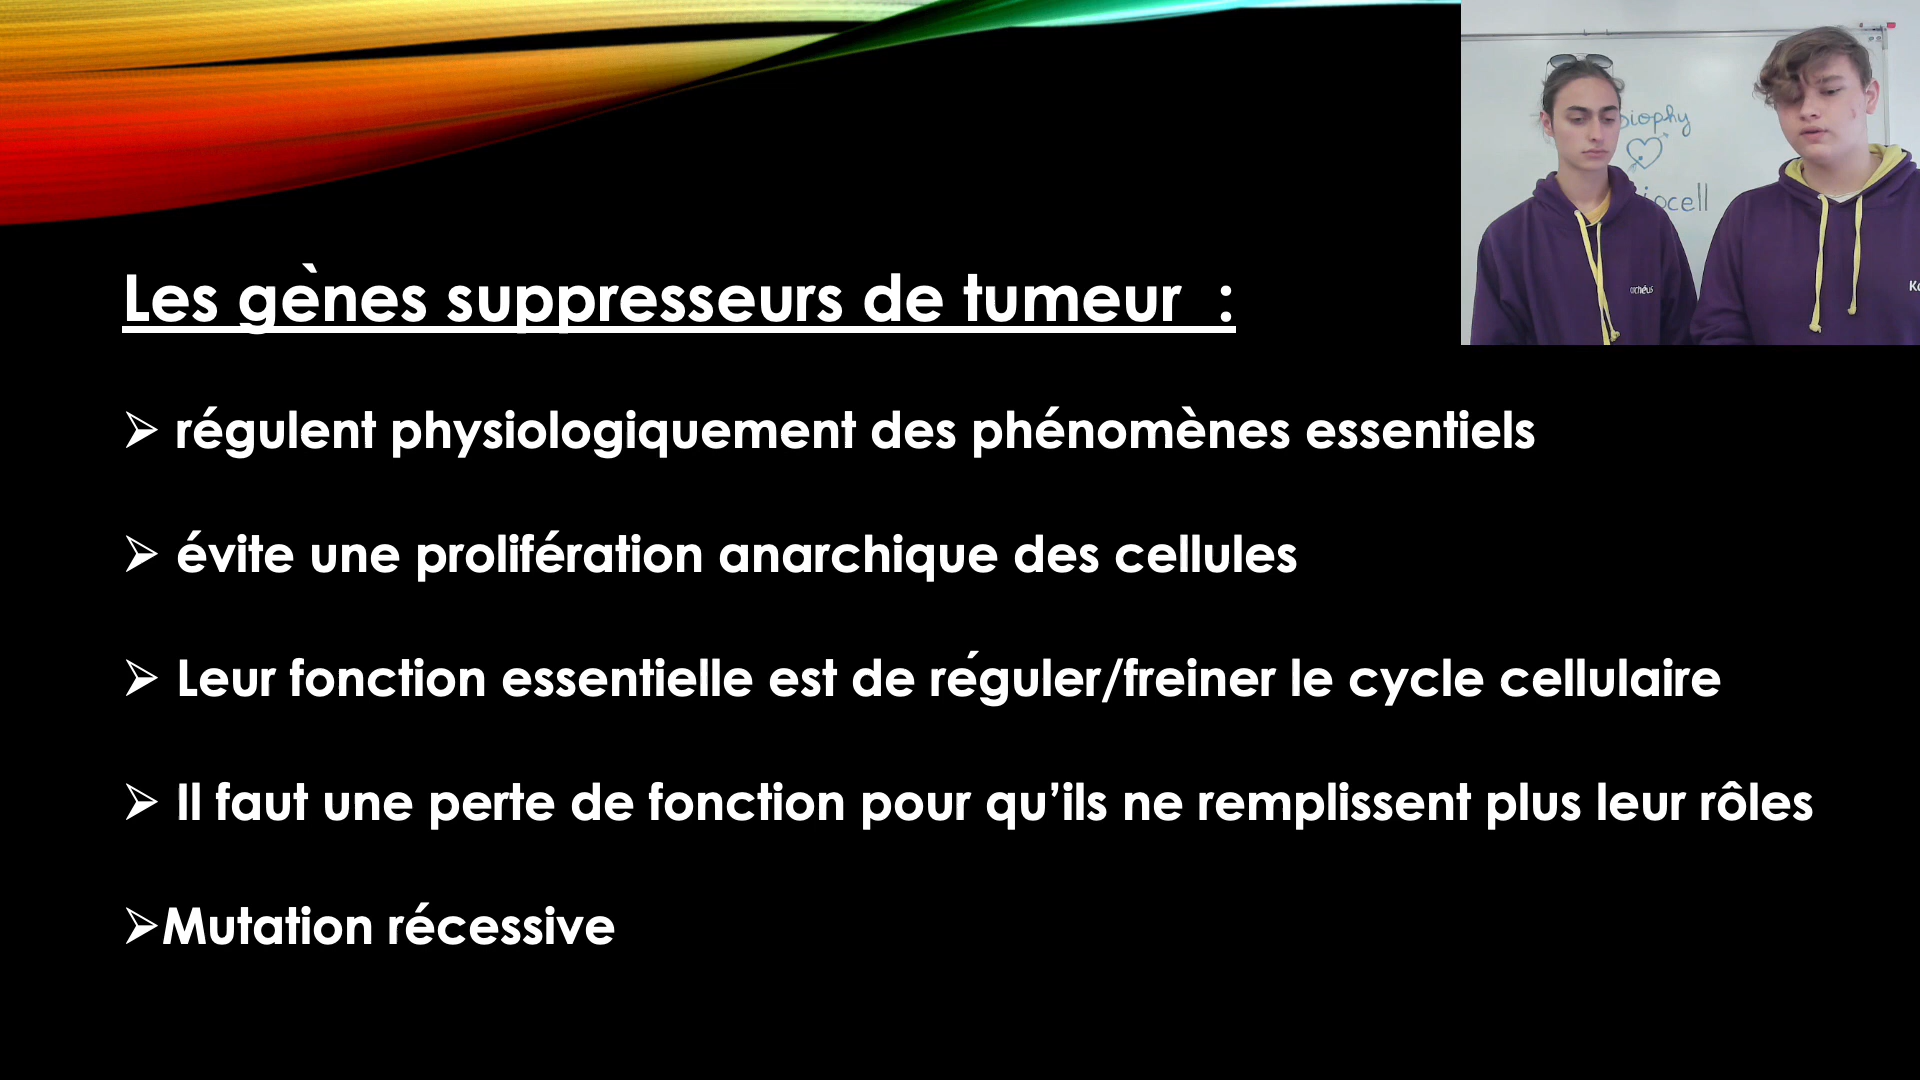 Les gènes suppresseurs de tumeur :
régulent physiologiquement des phénomènes essentiels
évite une prolifération anarchique des cellules
Leur fonction essentielle est de réguler/freiner le cycle cellulaire
Il faut une perte de fonction pour qu’ils ne remplissent plus leur rôles
Mutation récessive
biophy